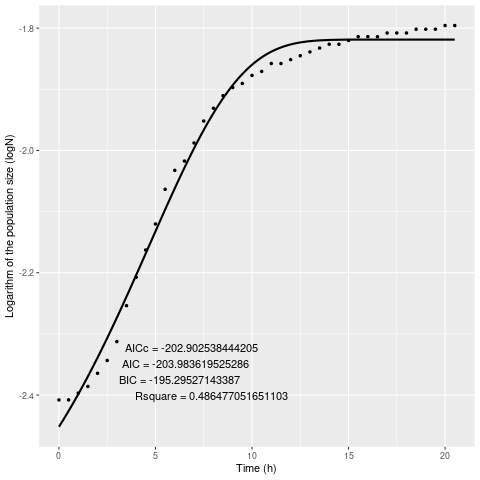 -1.8
-2.0
-2.2
-2.4
Logarithm of the population size (logN)
AICc = -202.902538444205
AIC = -203.983619525286
BIC = -195.29527143387
Rsquare = 0.486477051651103
0
5
10
15
20
Time (h)